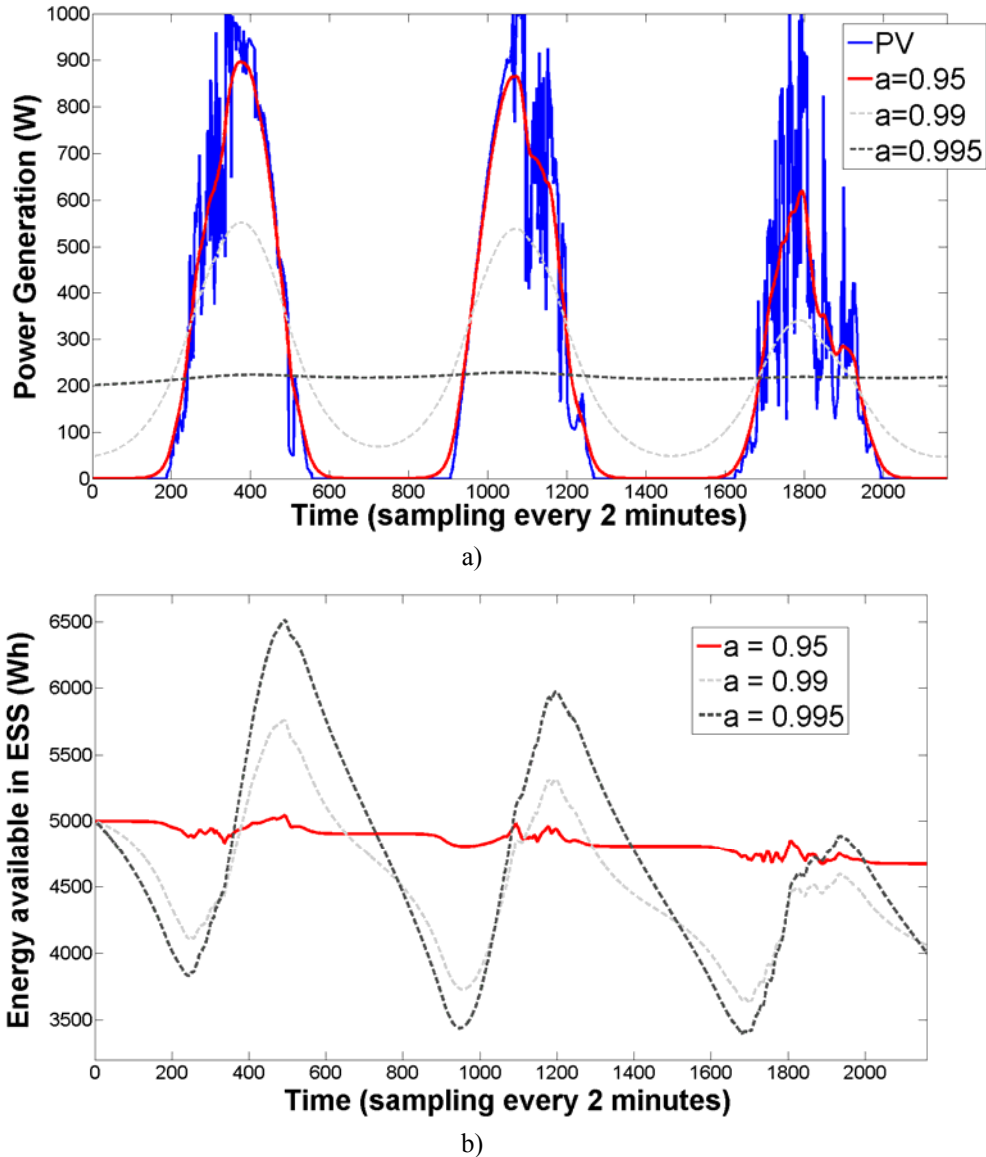 1000
900
800
700
600
500
400
300
200
100
0
Power Generation (W)
PV
a=0.95
a=0.99
a=0.995
0 200 400 600 800 1000 1200 1400 1600 1800 2000
Time (sampling every 2 minutes)
a)
6500
6000
5500
5000
4500
4000
3500
Energy available in ESS (Wh)
a = 0.95
a = 0.99
a = 0.995
0 200 400 600 800 1000 1200 1400 1600 1800 2000
Time (sampling every 2 minutes)
b)